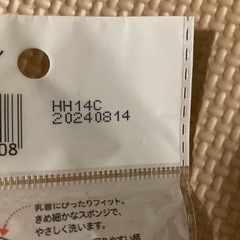 HH14C
20240814
08
乳首にぴったりフィット。
きめ細かなスポンジで、
やさしく洗います。